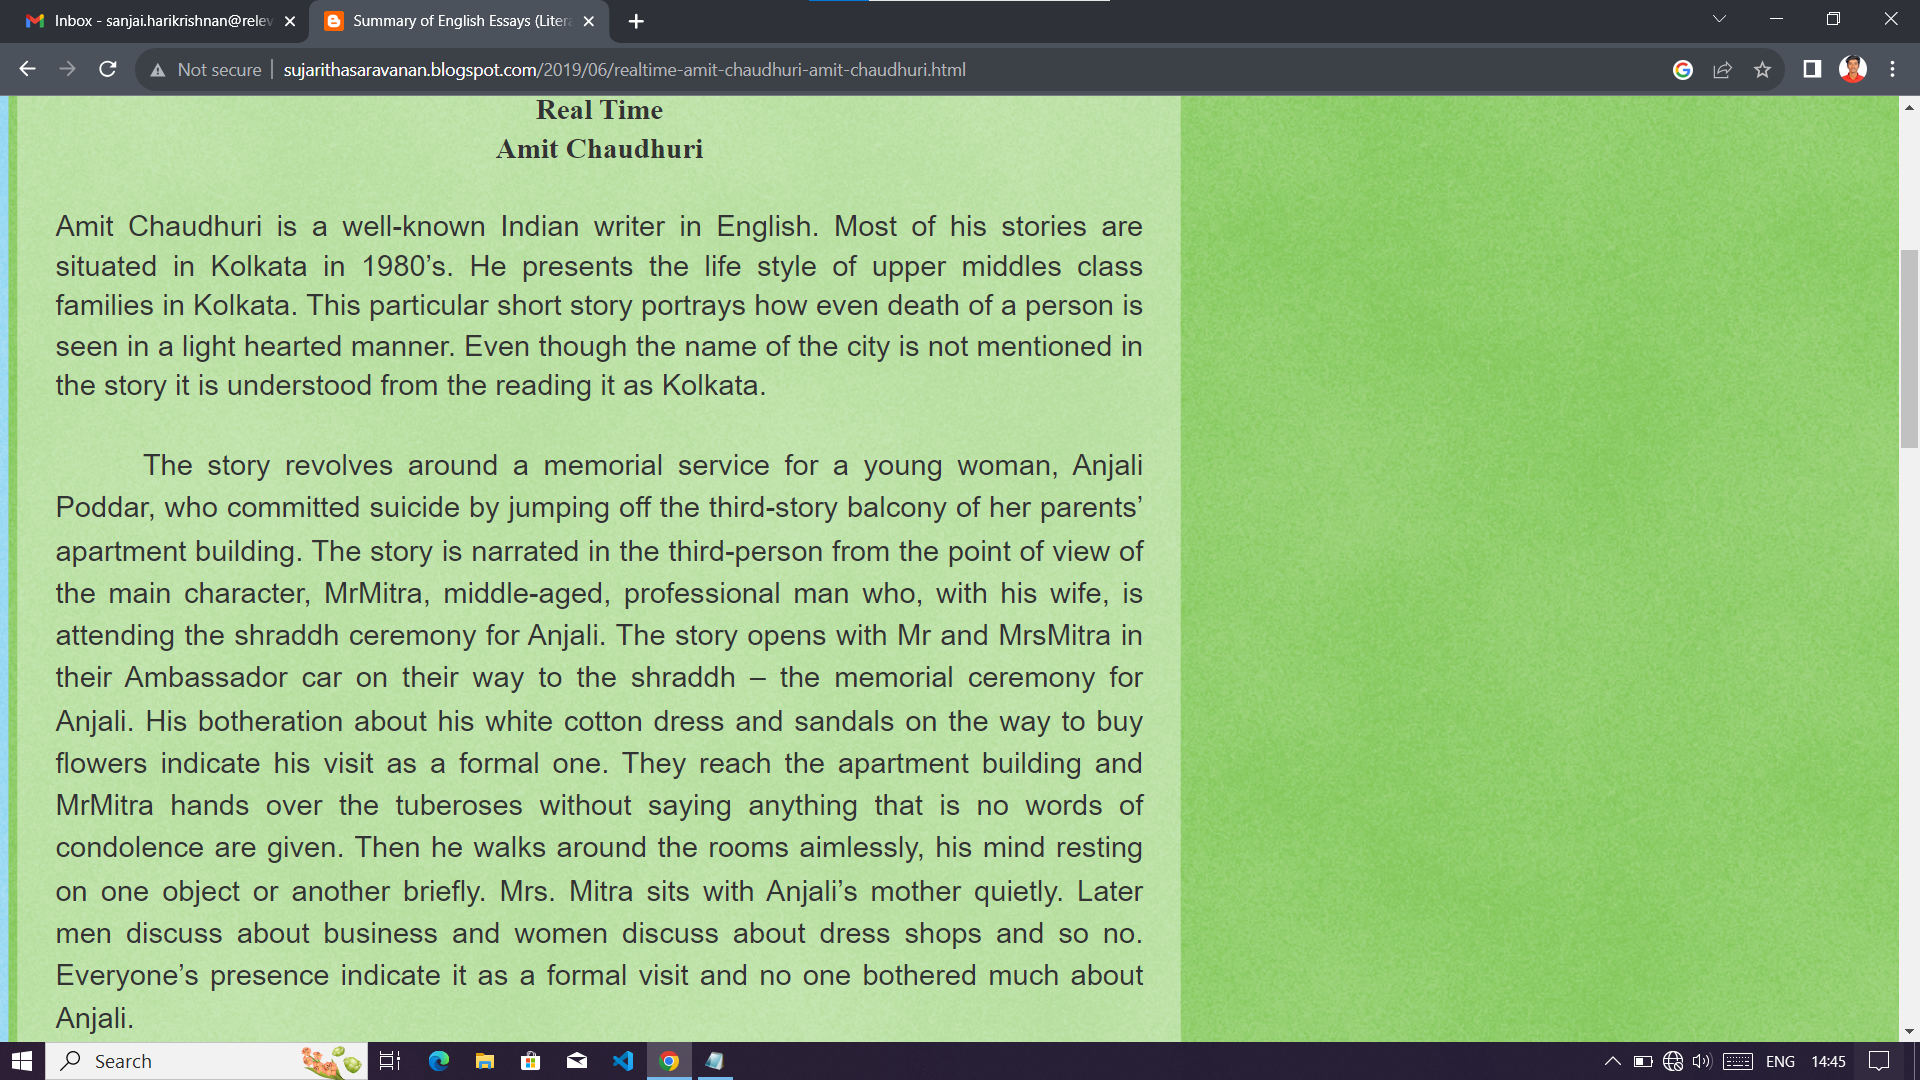 Inbox - sanjai.harikrishnan@relev
Summary of English Essays (Litera
Not secure
sujarithasaravanan.blogspot.com/2019/06/realtime-amit-chaudhuri-amit-chaudhuri.html
Real Time
Amit Chaudhuri
Amit Chaudhuri is a well-known Indian writer in English. Most of his stories are
situated in Kolkata in 1980’s. He presents the life style of upper middles class
families in Kolkata. This particular short story portrays how even death of a person is
seen in a light hearted manner. Even though the name of the city is not mentioned in
the story it is understood from the reading it as Kolkata.
The story revolves around a memorial service for a young woman, Anjali
Poddar, who committed suicide by jumping off the third-story balcony of her parents’
apartment building. The story is narrated in the third-person from the point of view of
the main character, MrMitra, middle-aged, professional man who, with his wife, is
attending the shraddh ceremony for Anjali. The story opens with Mr and MrsMitra in
their Ambassador car on their way to the shraddh – the memorial ceremony for
Anjali. His botheration about his white cotton dress and sandals on the way to buy
flowers indicate his visit as a formal one. They reach the apartment building and
MrMitra hands over the tuberoses without saying anything that is no words of
condolence are given. Then he walks around the rooms aimlessly, his mind resting
on one object or another briefly. Mrs. Mitra sits with Anjali’s mother quietly. Later
men discuss about business and women discuss about dress shops and so no.
Everyone’s presence indicate it as a formal visit and no one bothered much about
Anjali.
Search
ENG
14:45